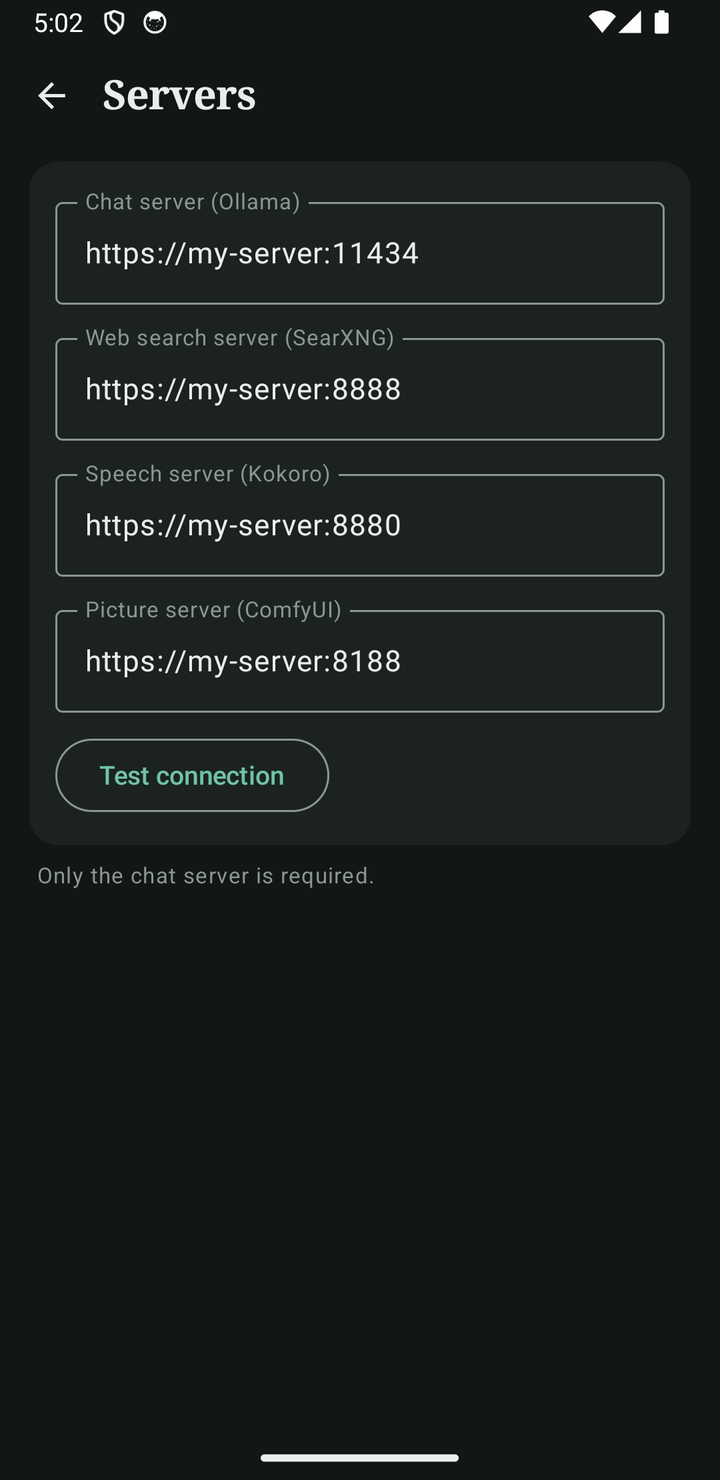 5:02
Servers
Chat server (Ollama)
https://my-server:11434
Web search server (SearXNG)
https://my-server:8888
Speech server (Kokoro)
https://my-server:8880
Picture server (ComfyUI)
https://my-server:8188
Test connection
Only the chat server is required.